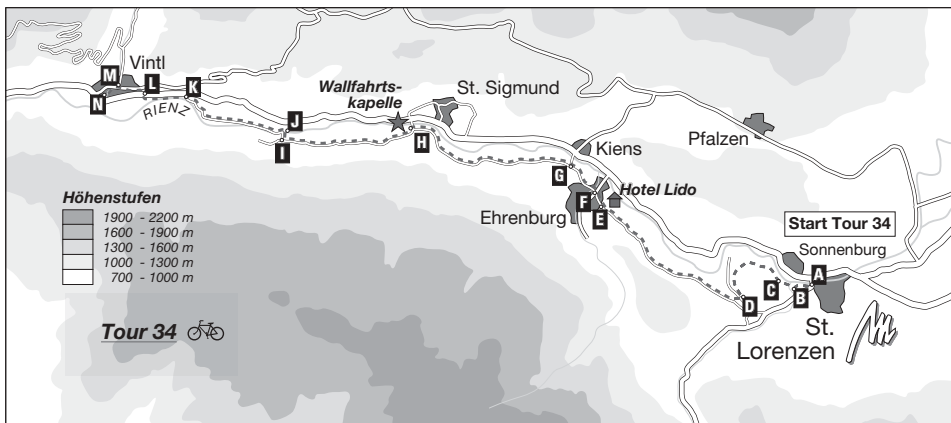 M
Vintl
L
K
N
RIENZ
Wallfahrts-
kapelle
St. Sigmund
J
I
H
Kiens
Pfalzen
G
Hotel Lido
F
E
Ehrenburg
Höhenstufen
1900 - 2200 m
1600 - 1900 m
1300 - 1600 m
1000 - 1300 m
700 - 1000 m
Start Tour 34
Sonnenburg
A
C
B
D
St.
Lorenzen
Tour 34